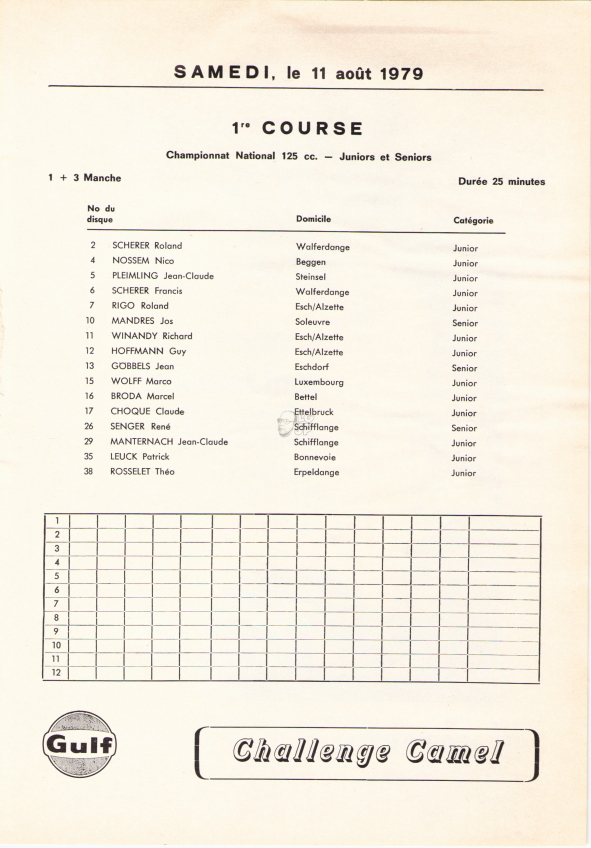 SAMEDI, le 11 août 1979
1re COURSE
Championnat National 125 cc. — Juniors et Seniors
1 + 3 Manche Durée 25 minutes
No du disque Domicile Catégorie
2 SCHERER Roland Walferdange Junior
4 NOSSEM Nico Beggen Junior
5 PLEIMLING Jean-Claude Steinsel Junior
6 SCHERER Francis Walferdange Junior
7 RIGO Roland Esch/Alzette Junior
10 MANDRES Jos Soleuvre Senior
11 WINANDY Richard Esch/Alzette Junior
12 HOFFMANN Guy Esch/Alzette Junior
13 GÖBBELS Jean Eschdorf Senior
15 WOLFF Marco Luxembourg Junior
16 BRODA Marcel Bettel Junior
17 CHOQUE Claude Ettelbruck Junior
26 SENGER René Schifflange Senior
29 MANTERNACH Jean-Claude Schifflange Junior
35 LEUCK Patrick Bonnevoie Junior
38 ROSSELET Théo Erpeldange Junior
1
2
3
4
5
6
7
8
9
10
11
12
Gulf
Challenge Camel